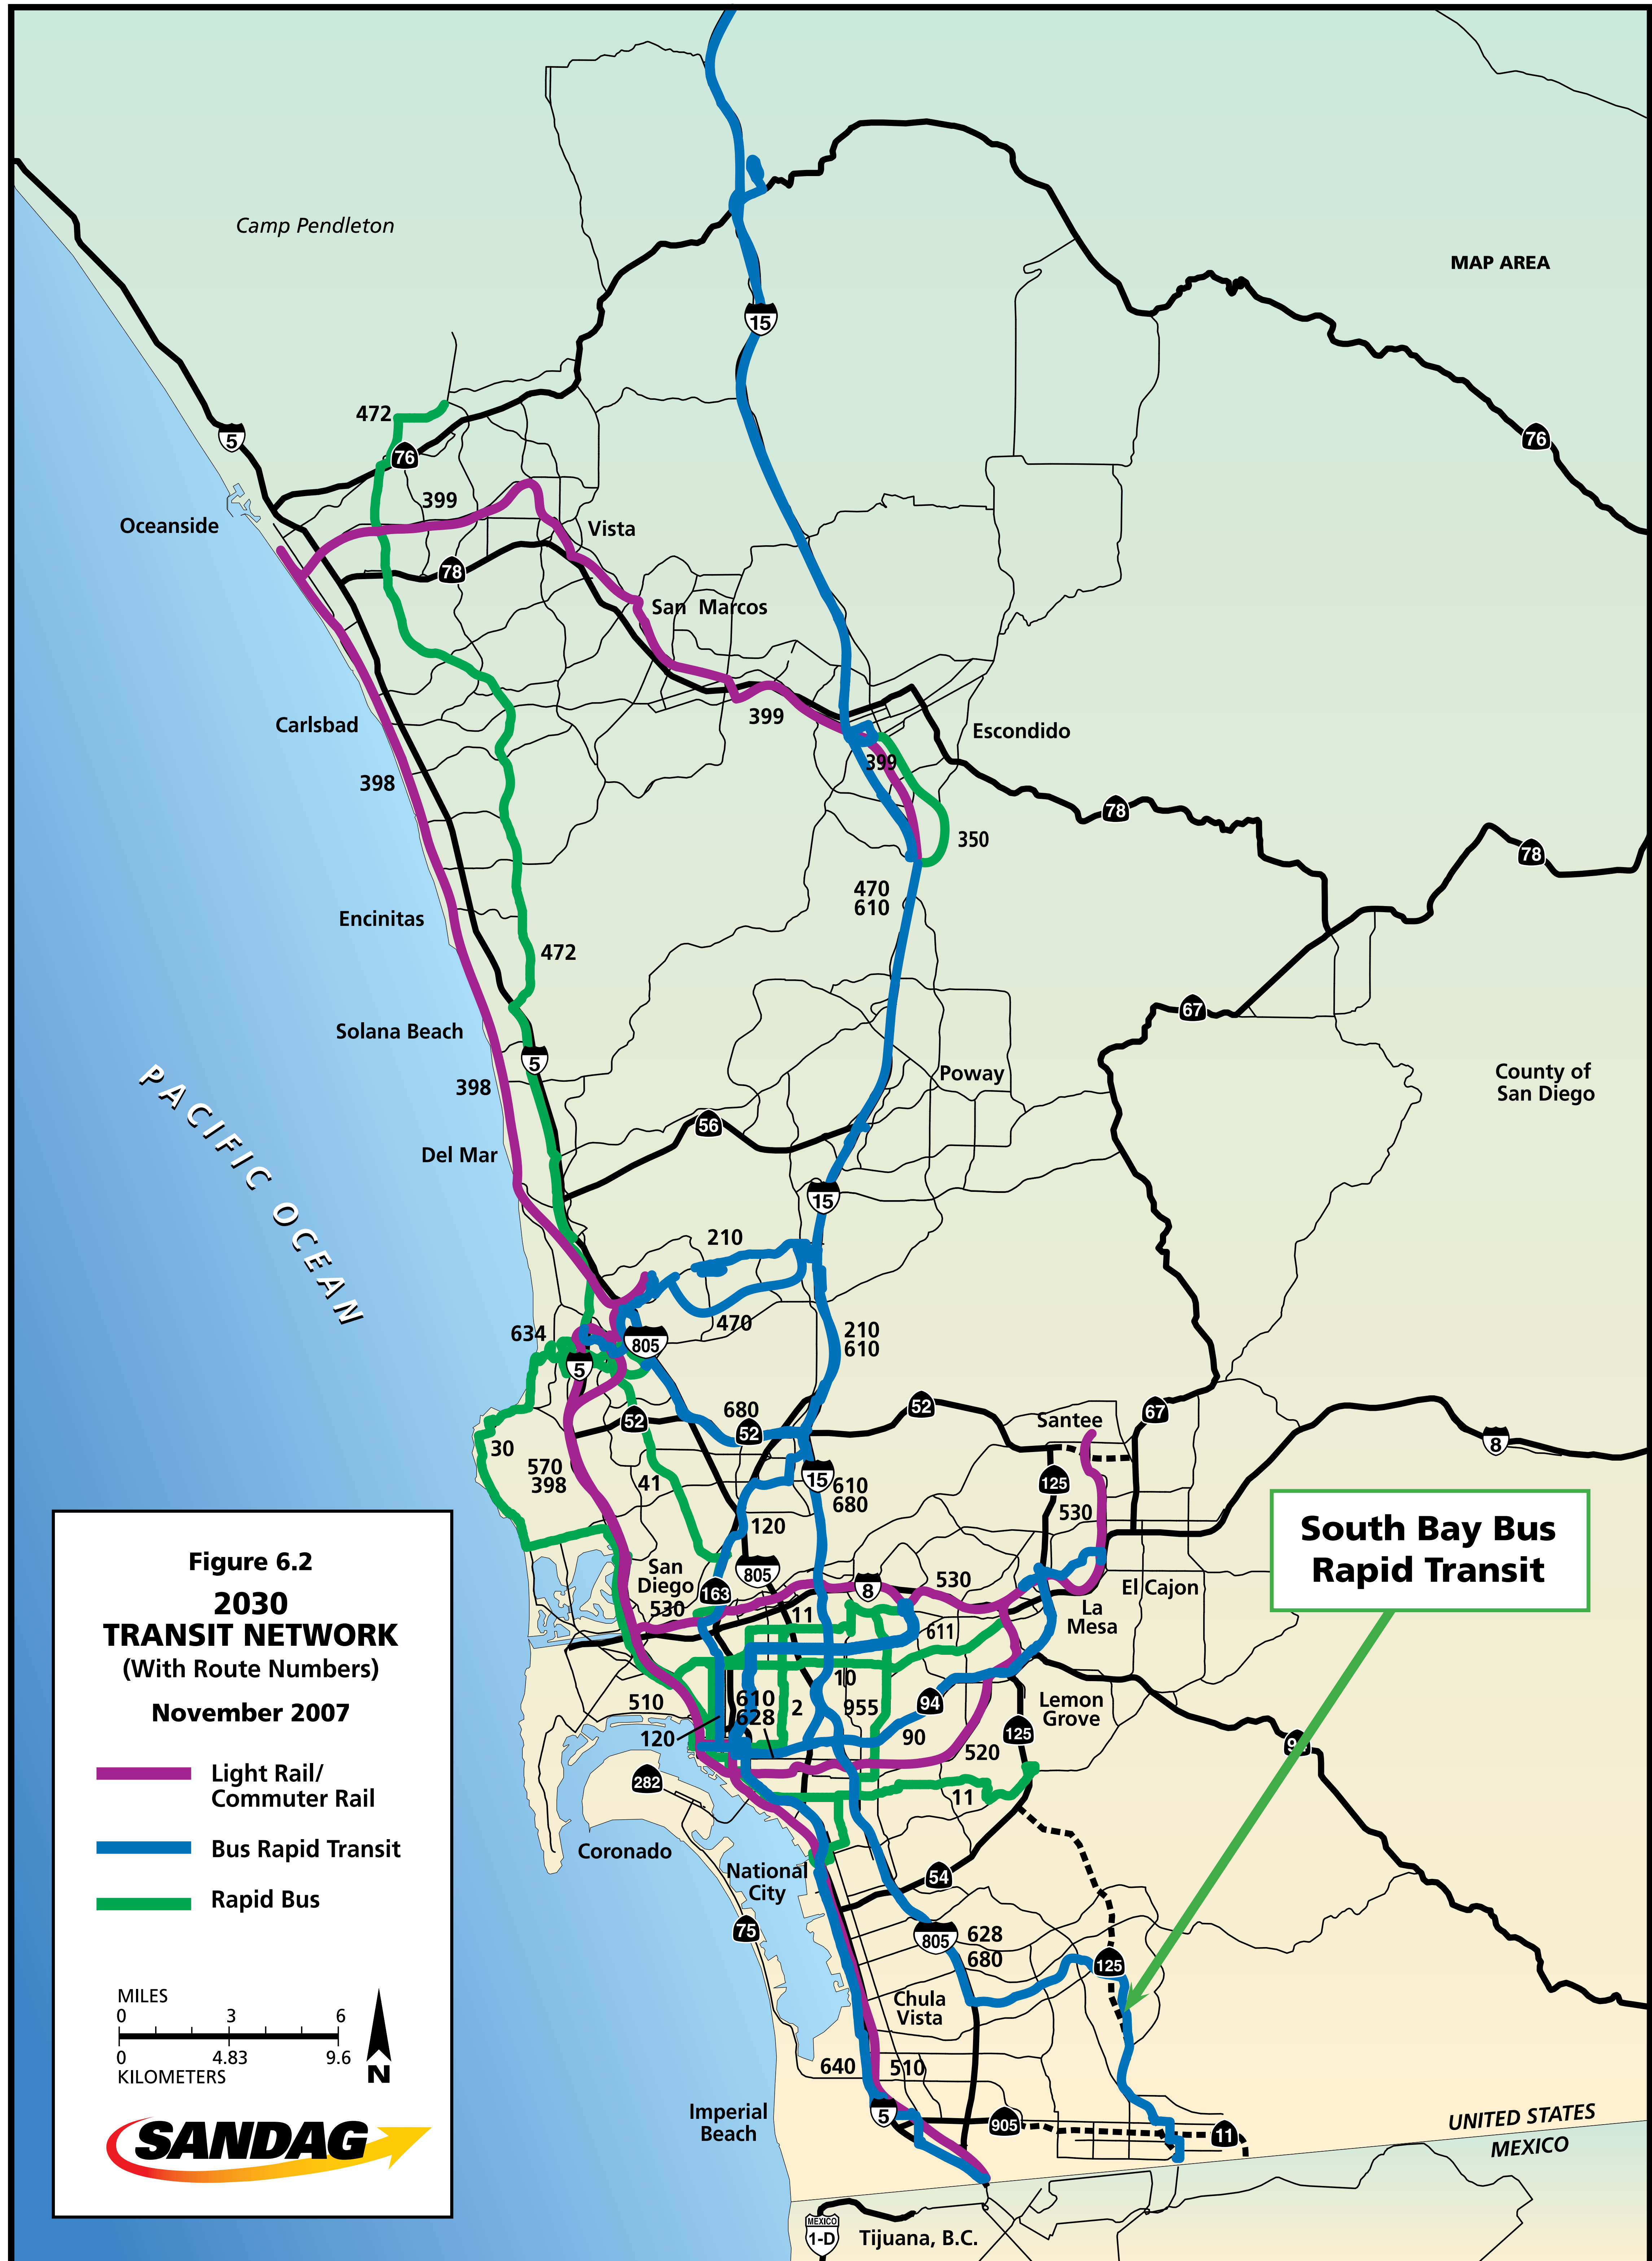 Camp Pendleton
MAP AREA
15
5
472
76
76
399
Oceanside
Vista
78
San Marcos
Carlsbad
399
Escondido
398
399
78
350
78
470
610
Encinitas
472
67
Solana Beach
5
398
Poway
County of
San Diego
56
Del Mar
15
PACIFIC OCEAN
210
470
634
805
210
610
5
680
52
52
52
Santee
67
8
30
570
398
41
15
610
680
125
530
120
San
Diego
805
163
8
530
El Cajon
530
11
La
Mesa
611
South Bay Bus
Rapid Transit
10
510
610
628
2
955
94
Lemon
Grove
120
90
125
520
282
11
Coronado
National
City
54
75
805
628
680
125
Chula
Vista
640
510
Imperial
Beach
5
905
11
UNITED STATES
MEXICO
MEXICO
1-D
Tijuana, B.C.
Figure 6.2
2030
TRANSIT NETWORK
(With Route Numbers)
November 2007
Light Rail/
Commuter Rail
Bus Rapid Transit
Rapid Bus
MILES
0 3 6
0 4.83 9.6
KILOMETERS
N
SANDAG